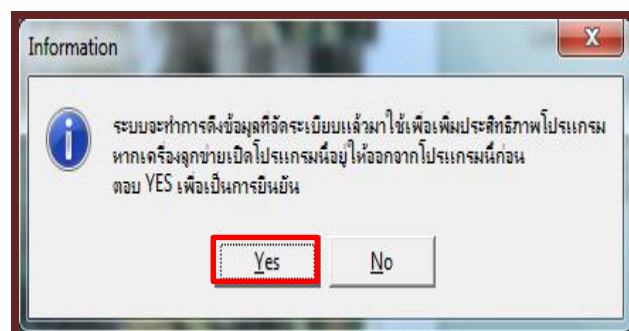 Information
ระบบจะทำการดึงข้อมูลที่จัดระเบียบแล้วมาใช้เพื่อเพิ่มประสิทธิภาพโปรแกรม
หากเครื่องลูกข่ายเปิดโปรแกรมนี้อยู่ให้ออกจากโปรแกรมนี้ก่อน
ตอบ YES เพื่อเป็นการยืนยัน
Yes No